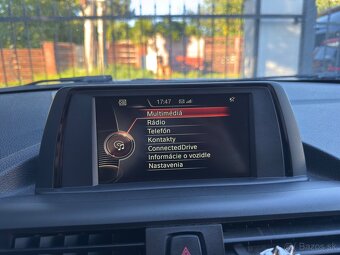 17:47
Multimédiá
Rádio
Telefón
Kontakty
ConnectedDrive
Informácie o vozidle
Nastavenia
Bazos.sk